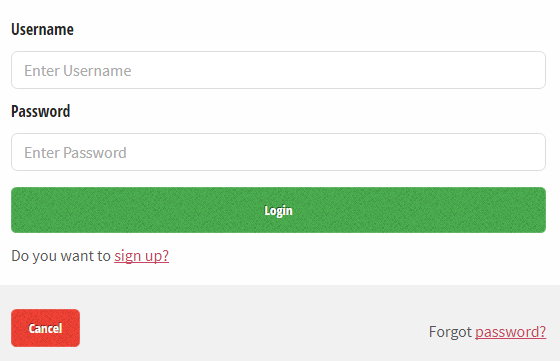 Username
Enter Username
Password
Enter Password
Login
Do you want to sign up?
Cancel
Forgot password?